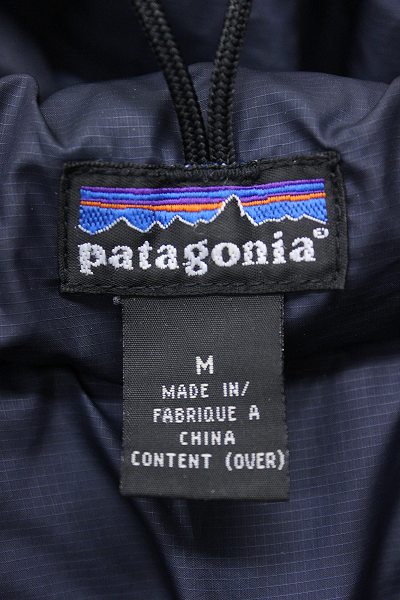 patagonia®
M
MADE IN/
FABRIQUE A
CHINA
CONTENT (OVER)